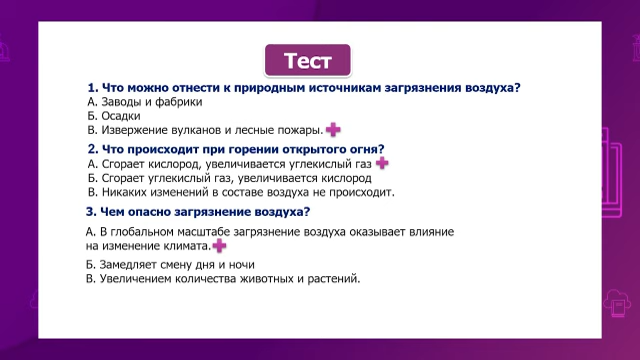 Тест
1. Что можно отнести к природным источникам загрязнения воздуха?
А. Заводы и фабрики
Б. Осадки
В. Извержение вулканов и лесные пожары.
2. Что происходит при горении открытого огня?
А. Сгорает кислород, увеличивается углекислый газ
Б. Сгорает углекислый газ, увеличивается кислород
В. Никаких изменений в составе воздуха не происходит.
3. Чем опасно загрязнение воздуха?
А. В глобальном масштабе загрязнение воздуха оказывает влияние
на изменение климата.
Б. Замедляет смену дня и ночи
В. Увеличением количества животных и растений.